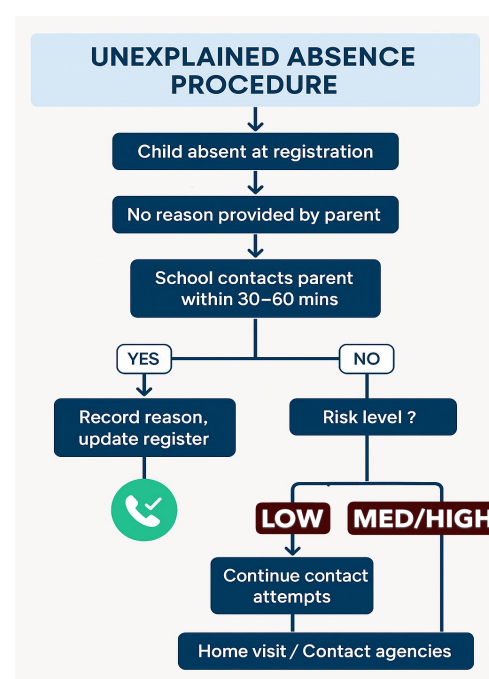 UNEXPLAINED ABSENCE
PROCEDURE
Child absent at registration
No reason provided by parent
School contacts parent
within 30–60 mins
YES
NO
Record reason,
update register
Risk level ?
LOW
MED/HIGH
Continue contact
attempts
Home visit / Contact agencies